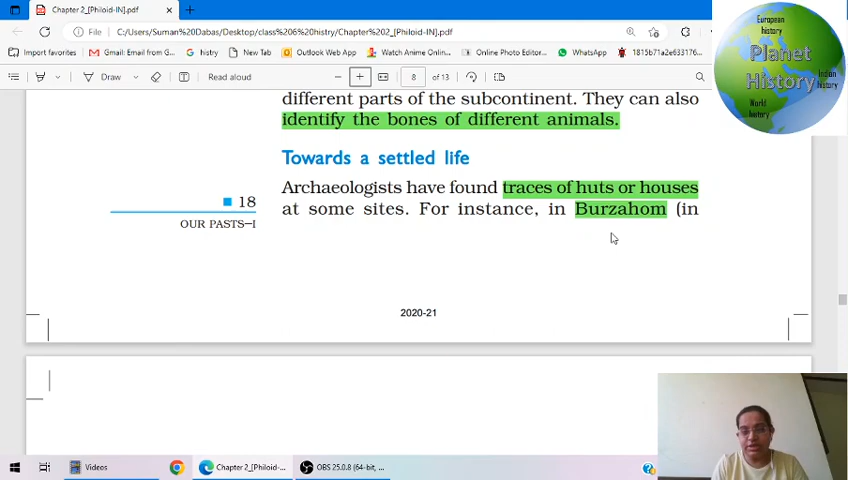 Chapter 2_[Philoid-IN].pdf
File
C:/Users/Suman%20Dabas/Desktop/class%206%20histry/Chapter%202_[Philoid-IN].pdf
Import favorites
Gmail: Email from G...
histry
New Tab
Outlook Web App
Watch Anime Online...
Online Photo Editor...
WhatsApp
1815b71a2e633176...
Draw
Read aloud
8
of 13
European
history
Planet
History
Indian
history
World
history
different parts of the subcontinent. They can also
identify the bones of different animals.
Towards a settled life
Archaeologists have found traces of huts or houses
at some sites. For instance, in Burzahom (in
18
OUR PASTS–I
2020-21
Videos
Chapter 2_[Philoid-...
OBS 25.0.8 (64-bit, ...